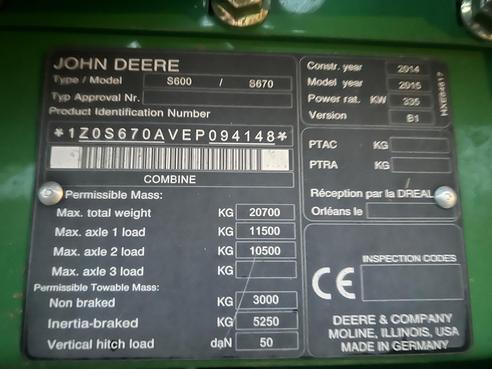 JOHN DEERE
Type / Model S600 / S670
Typ Approval Nr.
Product Identification Number
*1Z0S670AVEP094148*
COMBINE
Permissible Mass:
Max. total weight KG 20700
Max. axle 1 load KG 11500
Max. axle 2 load KG 10500
Max. axle 3 load KG
Permissible Towable Mass:
Non braked KG 3000
Inertia-braked KG 5250
Vertical hitch load daN 50
Constr. year 2014
Model year 2015
Power rat. KW 335
Version B1
PTAC KG
PTRA KG
Réception par la DREAL
Orléans le
INSPECTION CODES
CE
DEERE & COMPANY
MOLINE, ILLINOIS, USA
MADE IN GERMANY